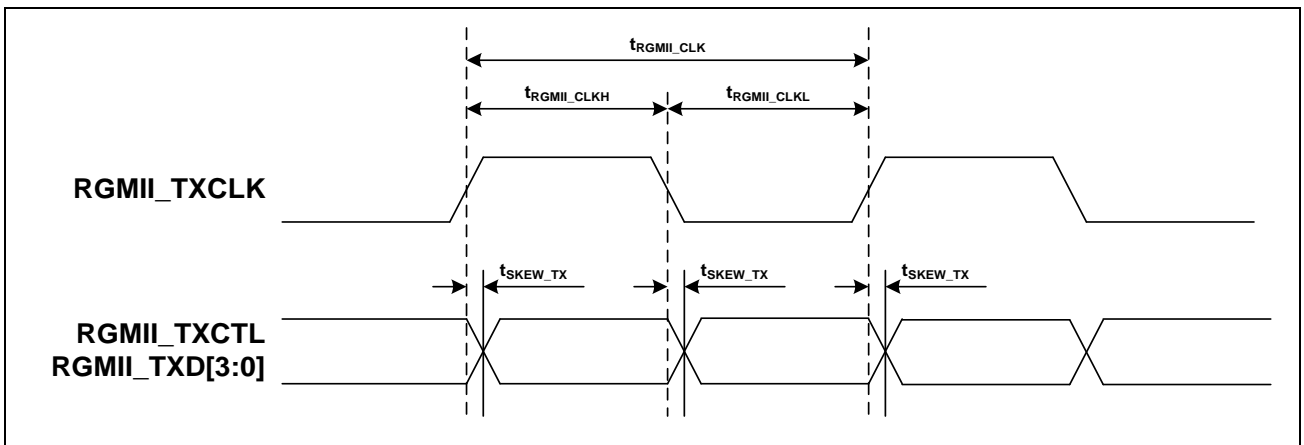 tRGMII_CLK
tRGMII_CLKH
tRGMII_CLKL
RGMII_TXCLK
tSKEW_TX
tSKEW_TX
tSKEW_TX
RGMII_TXCTL
RGMII_TXD[3:0]